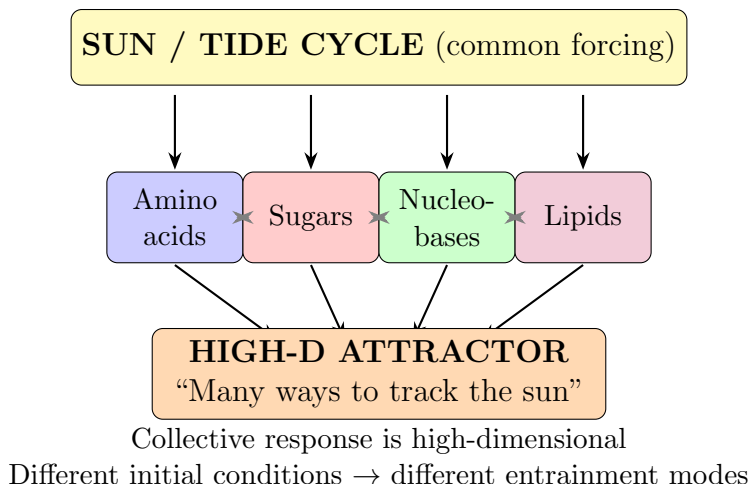 SUN / TIDE CYCLE (common forcing)
Amino
acids
Sugars
Nucleo-
bases
Lipids
HIGH-D ATTRACTOR
“Many ways to track the sun”
Collective response is high-dimensional
Different initial conditions → different entrainment modes